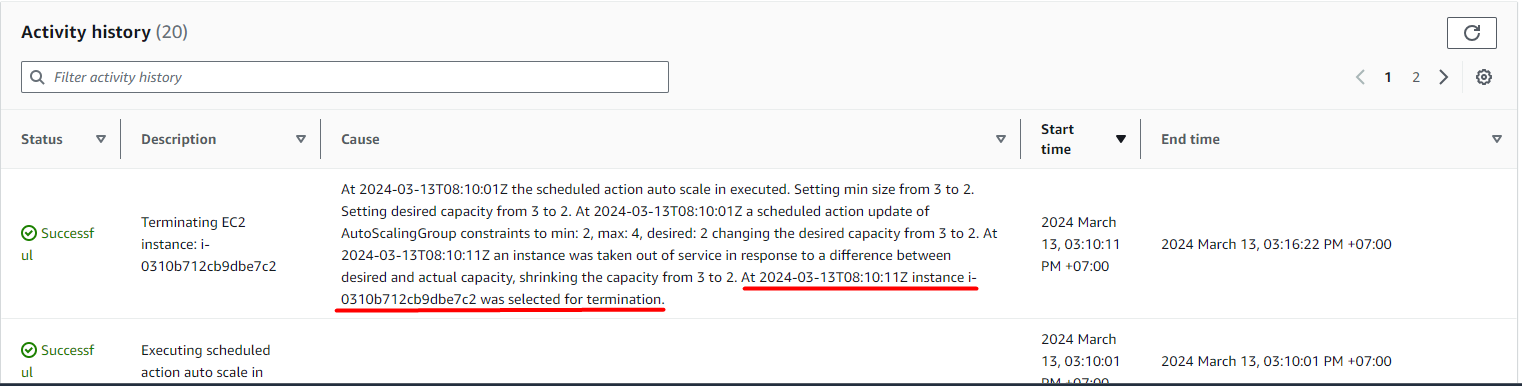 Activity history (20)
Filter activity history
1 2
Status
Description
Cause
Start
time
End time
Successf
ul
Terminating EC2
instance: i-
0310b712cb9dbe7c2
At 2024-03-13T08:10:01Z the scheduled action auto scale in executed. Setting min size from 3 to 2.
Setting desired capacity from 3 to 2. At 2024-03-13T08:10:01Z a scheduled action update of
AutoScalingGroup constraints to min: 2, max: 4, desired: 2 changing the desired capacity from 3 to 2. At
2024-03-13T08:10:11Z an instance was taken out of service in response to a difference between
desired and actual capacity, shrinking the capacity from 3 to 2. At 2024-03-13T08:10:11Z instance i-
0310b712cb9dbe7c2 was selected for termination.
2024 March
13, 03:10:11
PM +07:00
2024 March 13, 03:16:22 PM +07:00
Successf
ul
Executing scheduled
action auto scale in
2024 March
13, 03:10:01
PM +07:00
2024 March 13, 03:10:01 PM +07:00